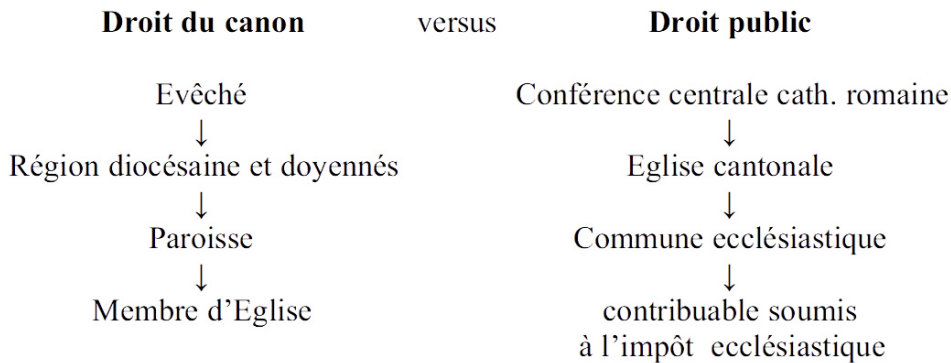 Droit du canon versus Droit public
Evêché Conférence centrale cath. romaine
↓ ↓
Région diocésaine et doyennés Eglise cantonale
↓ ↓
Paroisse Commune ecclésiastique
↓ ↓
Membre d’Eglise contribuable soumis
à l’impôt ecclésiastique